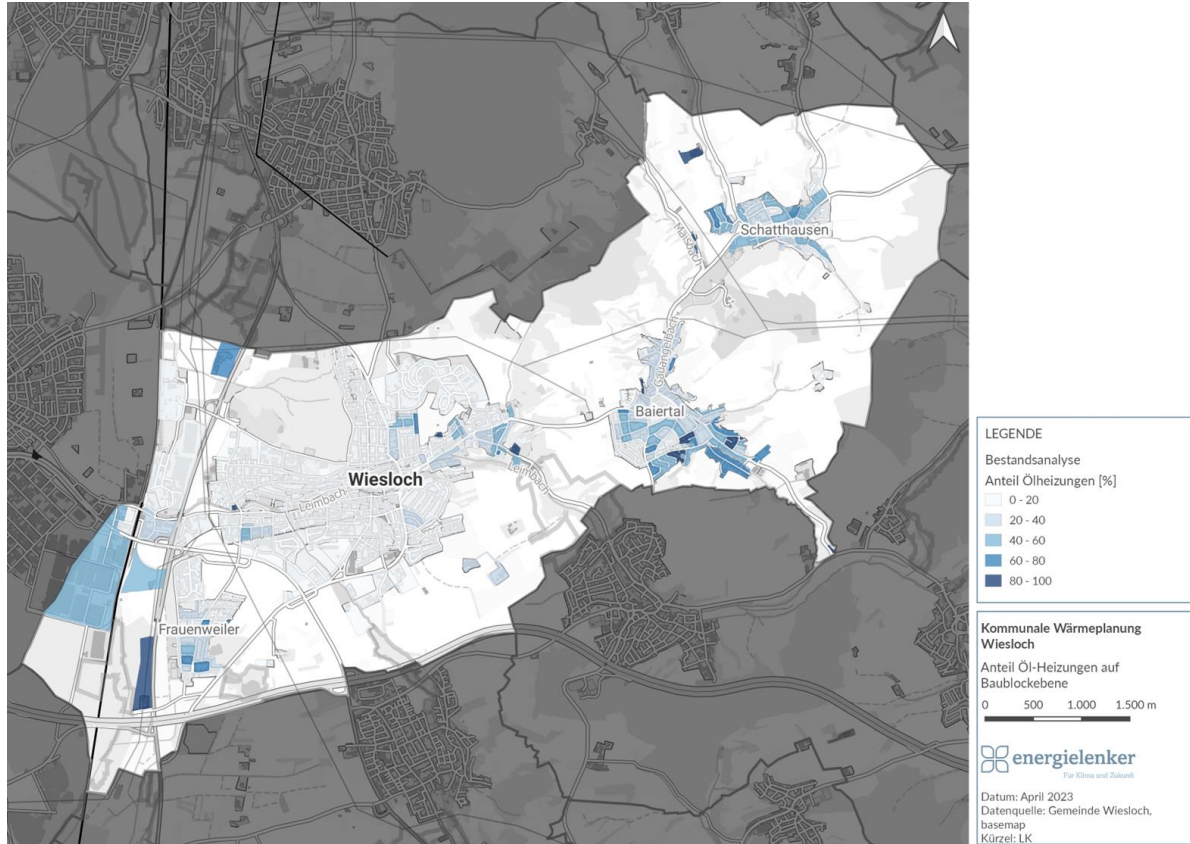 Schatthausen
Maisbach
Gauangelbach
Baiertal
Wiesloch
Leimbach
Leimbach
Frauenweiler
LEGENDE
Bestandsanalyse
Anteil Ölheizungen [%]
0 - 20
20 - 40
40 - 60
60 - 80
80 - 100
Kommunale Wärmeplanung
Wiesloch
Anteil Öl-Heizungen auf
Baublockebene
0 500 1.000 1.500 m
energielenker
Für Klima und Zukunft
Datum: April 2023
Datenquelle: Gemeinde Wiesloch,
basemap
Kürzel: LK